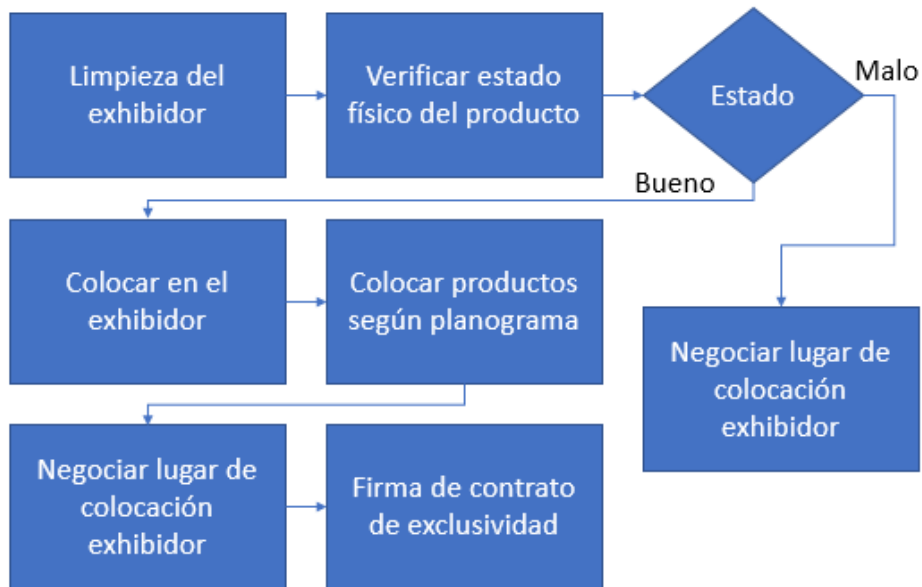 Limpieza del
exhibidor
Verificar estado
físico del producto
Estado
Malo
Bueno
Colocar en el
exhibidor
Colocar productos
según planograma
Negociar lugar de
colocación
exhibidor
Negociar lugar de
colocación
exhibidor
Firma de contrato
de exclusividad